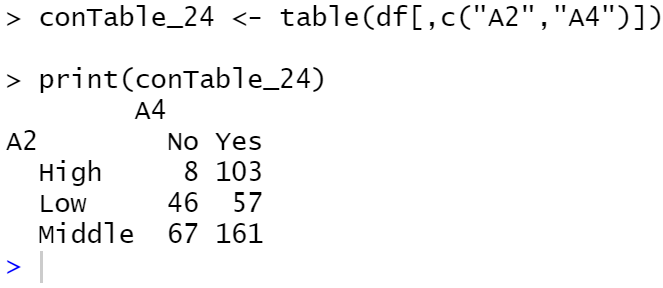 > conTable_24 <- table(df[,c("A2","A4")])
> print(conTable_24)
        A4
A2        No Yes
  High     8 103
  Low     46  57
  Middle  67 161
>